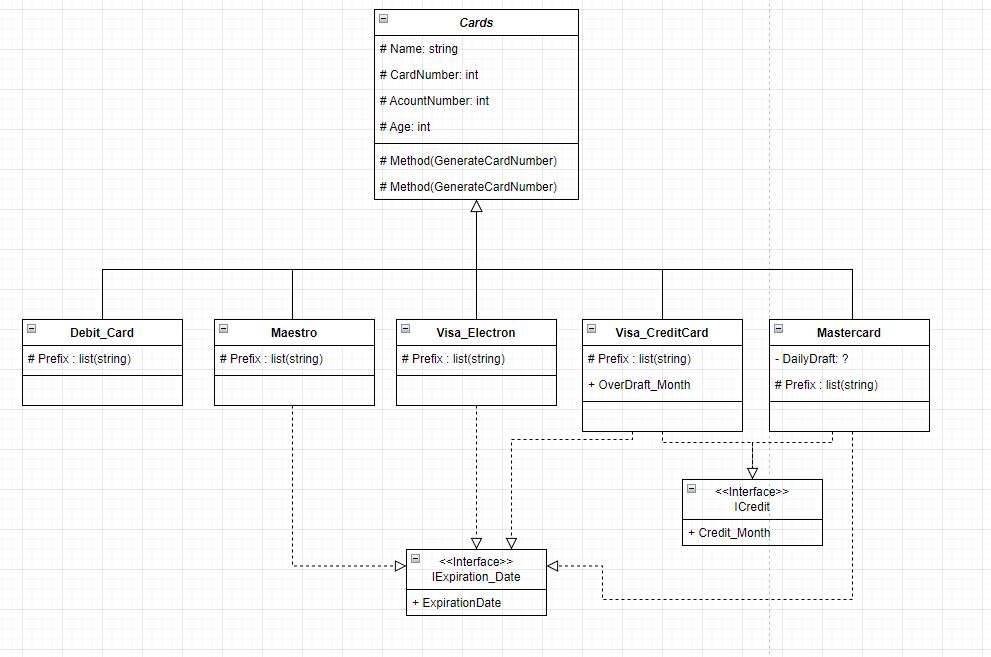 Cards
# Name: string
# CardNumber: int
# AcountNumber: int
# Age: int
# Method(GenerateCardNumber)
# Method(GenerateCardNumber)
Debit_Card
# Prefix : list(string)
Maestro
# Prefix : list(string)
Visa_Electron
# Prefix : list(string)
Visa_CreditCard
# Prefix : list(string)
+ OverDraft_Month
Mastercard
- DailyDraft: ?
# Prefix : list(string)
<<Interface>>
ICredit
+ Credit_Month
<<Interface>>
IExpiration_Date
+ ExpirationDate